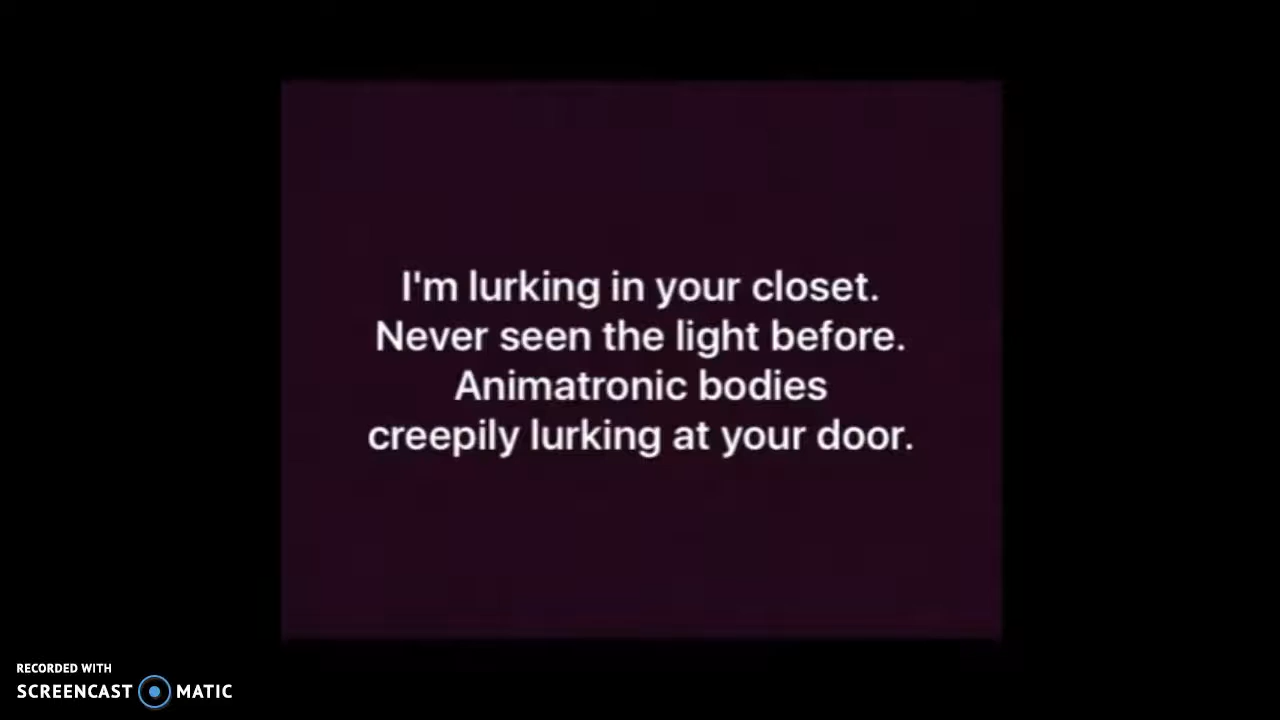 I'm lurking in your closet.
Never seen the light before.
Animatronic bodies
creepily lurking at your door.
RECORDED WITH
SCREENCAST MATIC